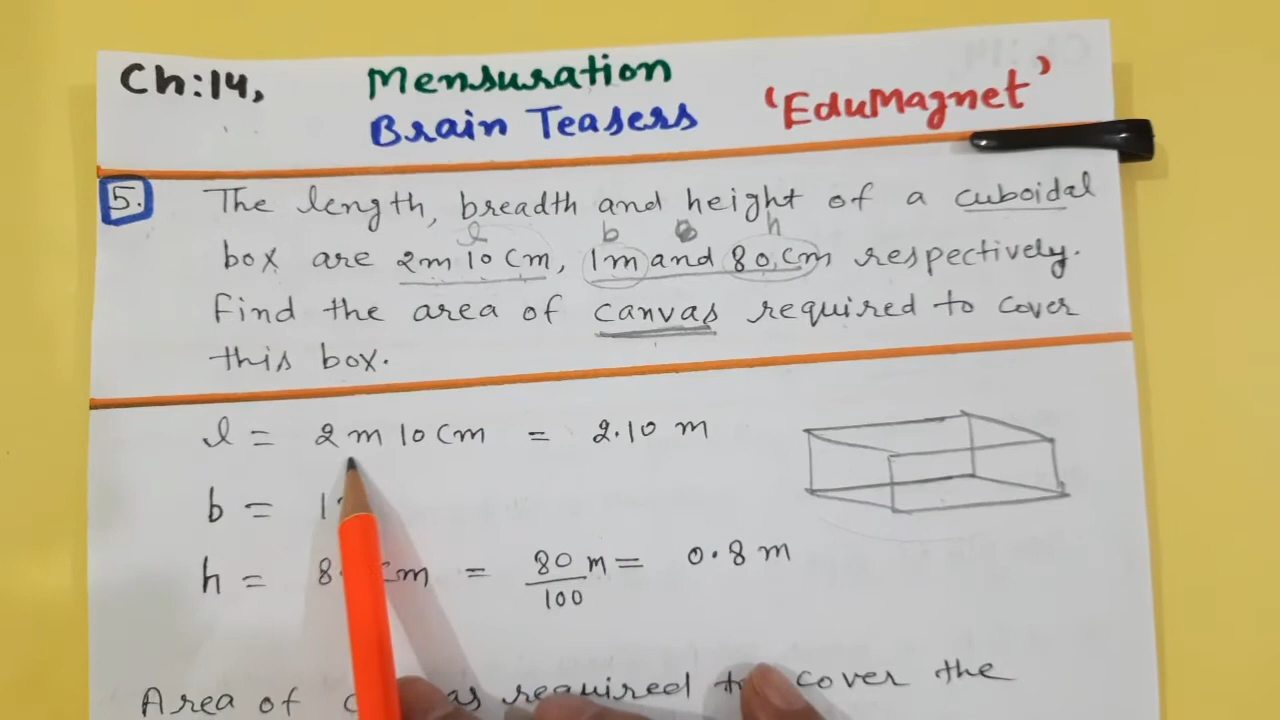 Ch:14, Mensuration
Brain Teasers 'EduMagnet'
5. The length, breadth and height of a cuboidal
l b h
box are 2m 10 cm, 1m and 80 cm respectively.
Find the area of canvas required to cover
this box.
l = 2 m 10 cm = 2.10 m
b = 1
h = 8 cm = 80/100 m = 0.8 m
Area of required cover the